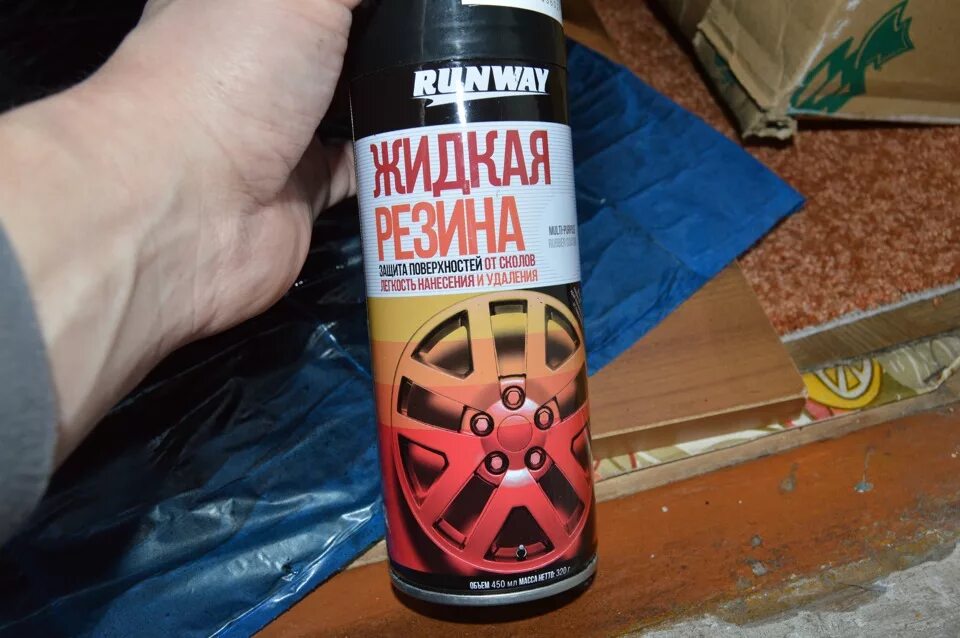 RUNWAY
ЖИДКАЯ
РЕЗИНА
MULTI-PURPOSE
RUBBER
ЗАЩИТА ПОВЕРХНОСТЕЙ ОТ СКОЛОВ
ЛЕГКОСТЬ НАНЕСЕНИЯ И УДАЛЕНИЯ
ОБЪЕМ 450 мл МАССА НЕТТО: 320 г